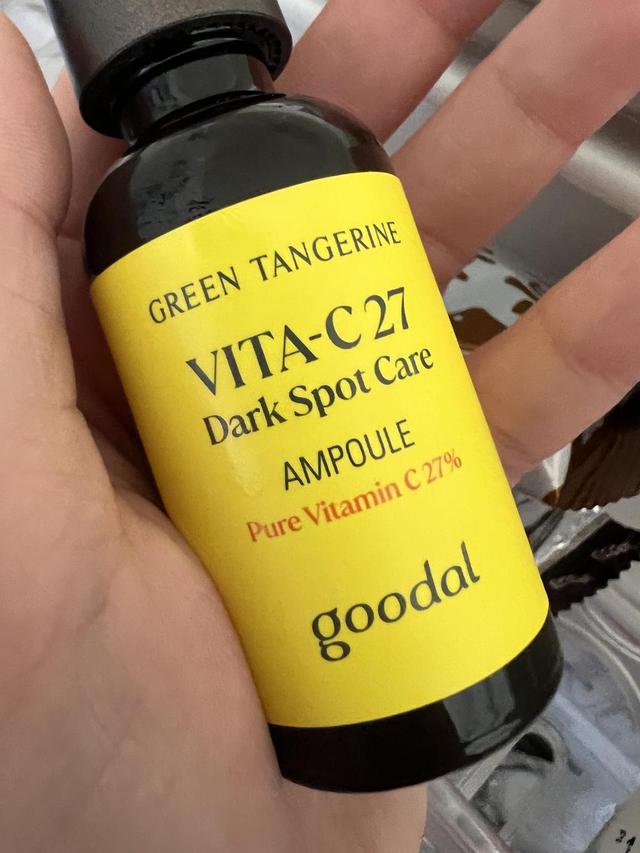 GREEN TANGERINE
VITA-C 27
Dark Spot Care
AMPOULE
Pure Vitamin C 27%
goodal